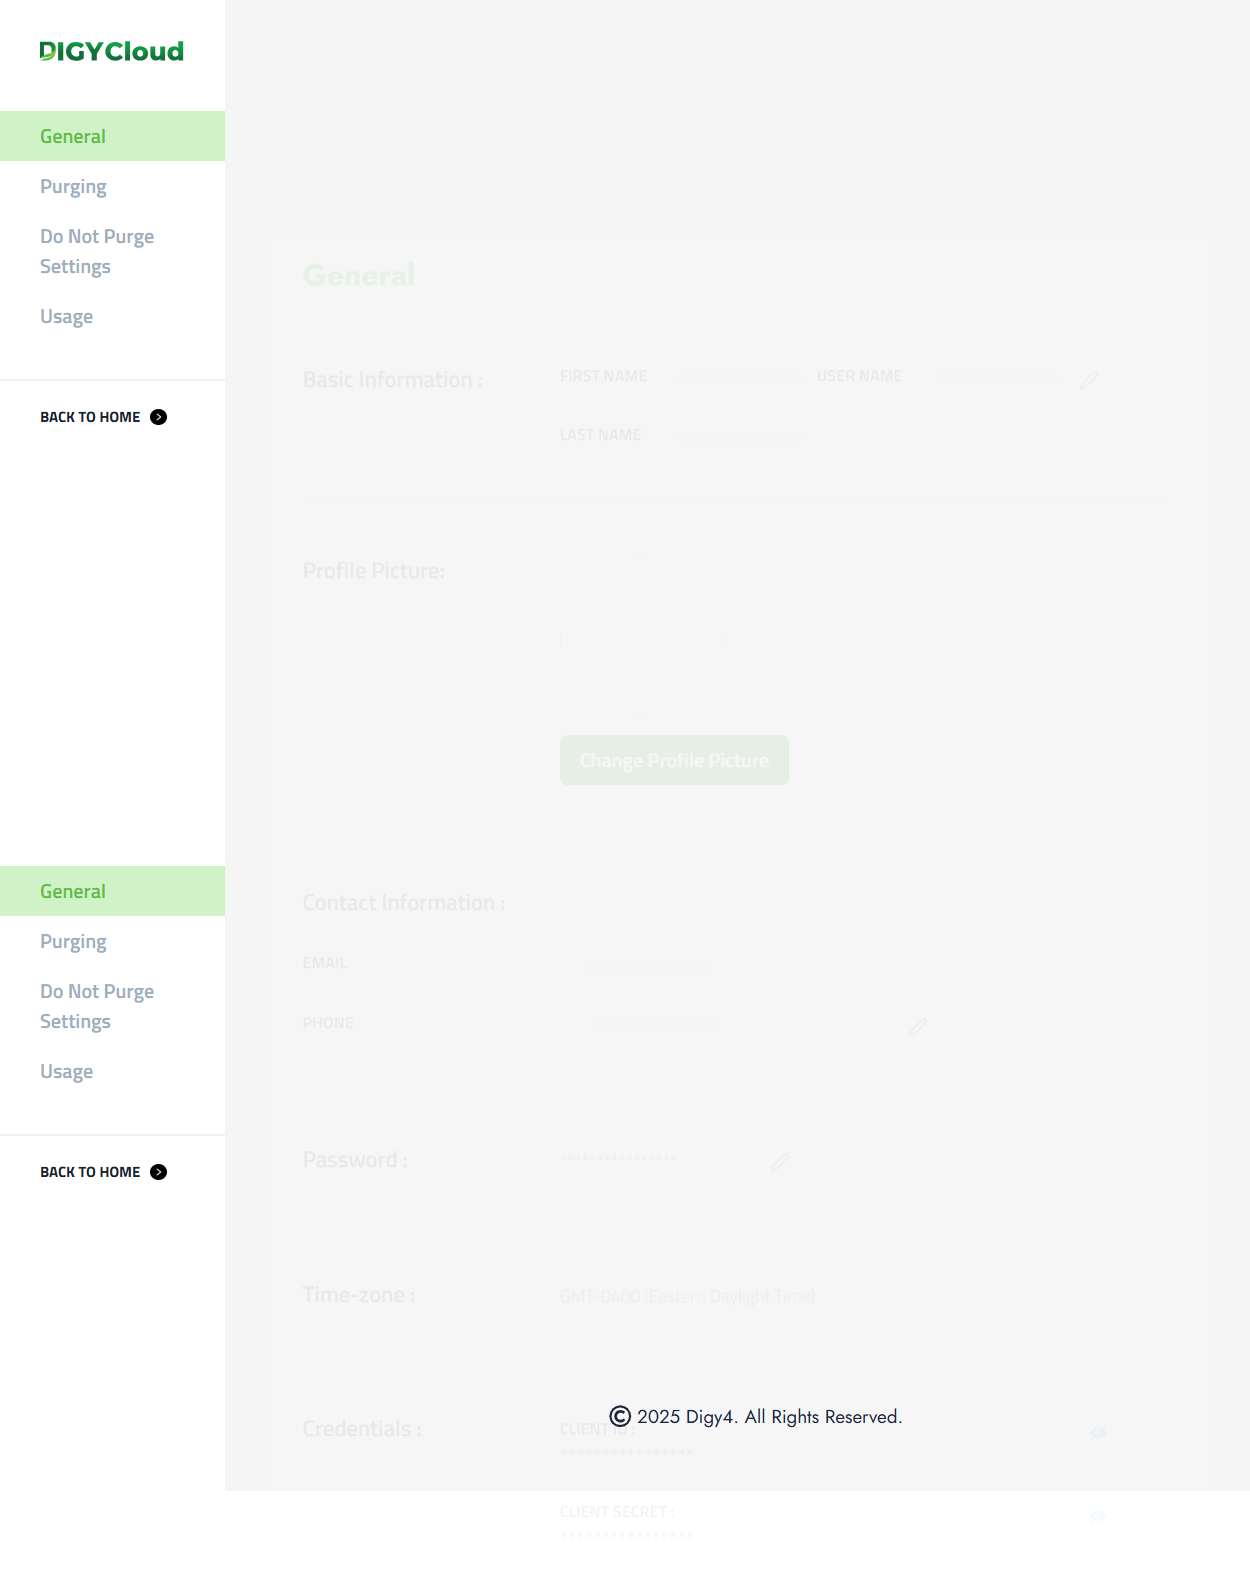 DIGYCloud
General
Purging
Do Not Purge
Settings
Usage
BACK TO HOME
General
Basic Information :
FIRST NAME
USER NAME
LAST NAME
Profile Picture:
Change Profile Picture
General
Purging
Do Not Purge
Settings
Usage
BACK TO HOME
Contact Information :
EMAIL
PHONE
Password :
****************
Time-zone :
GMT-0400 (Eastern Daylight Time)
© 2025 Digy4. All Rights Reserved.
Credentials :
CLIENT ID :
****************
CLIENT SECRET :
****************